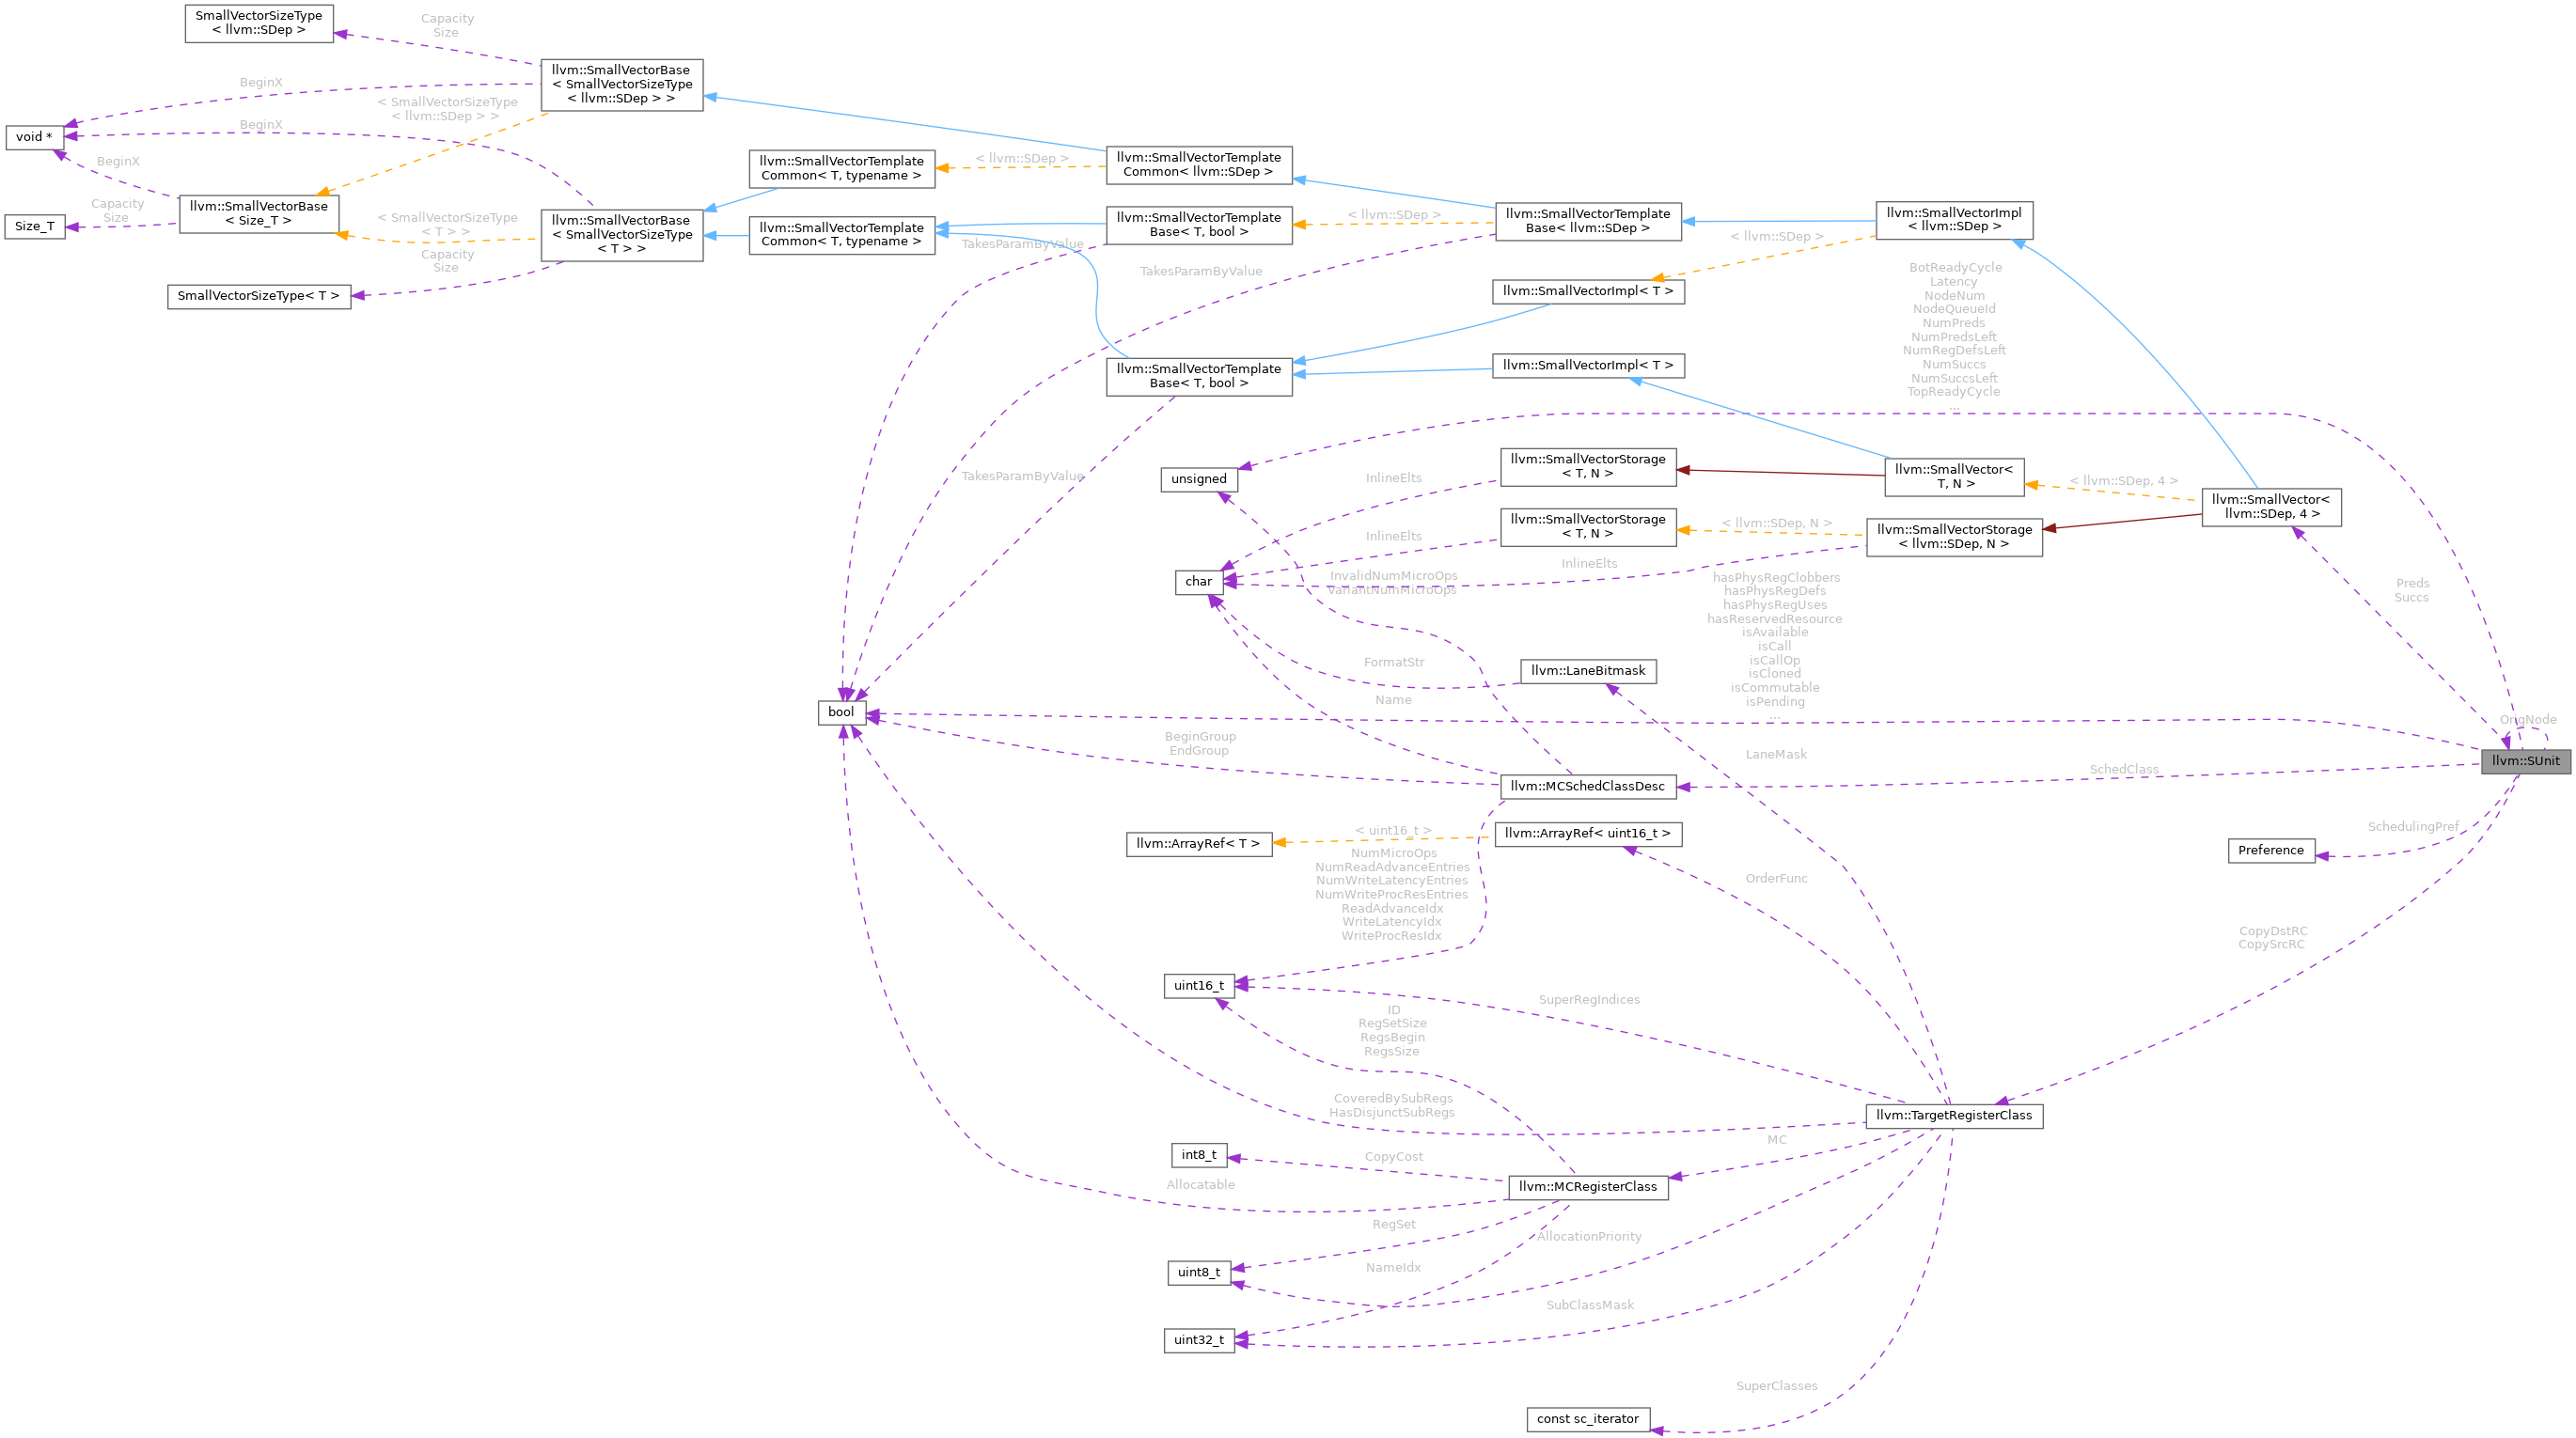 SmallVectorSizeType
< llvm::SDep >
Capacity
Size
llvm::SmallVectorBase
< SmallVectorSizeType
< llvm::SDep > >
BeginX
< SmallVectorSizeType
< llvm::SDep > >
void *
BeginX
BeginX
llvm::SmallVectorTemplate
Common< T, typename >
< llvm::SDep >
llvm::SmallVectorTemplate
Common< llvm::SDep >
Capacity
Size
Size_T
llvm::SmallVectorBase
< Size_T >
< SmallVectorSizeType
< T > >
llvm::SmallVectorBase
< SmallVectorSizeType
< T > >
llvm::SmallVectorTemplate
Common< T, typename >
llvm::SmallVectorTemplate
Base< T, bool >
< llvm::SDep >
llvm::SmallVectorTemplate
Base< llvm::SDep >
llvm::SmallVectorImpl
< llvm::SDep >
Capacity
Size
TakesParamByValue
< llvm::SDep >
TakesParamByValue
SmallVectorSizeType< T >
llvm::SmallVectorImpl< T >
BotReadyCycle
Latency
NodeNum
NodeQueueId
NumPreds
NumPredsLeft
NumRegDefsLeft
NumSuccs
NumSuccsLeft
TopReadyCycle
...
llvm::SmallVectorTemplate
Base< T, bool >
llvm::SmallVectorImpl< T >
TakesParamByValue
unsigned
InlineElts
llvm::SmallVectorStorage
< T, N >
llvm::SmallVector<
T, N >
< llvm::SDep, 4 >
llvm::SmallVector<
llvm::SDep, 4 >
InlineElts
llvm::SmallVectorStorage
< T, N >
< llvm::SDep, N >
llvm::SmallVectorStorage
< llvm::SDep, N >
InlineElts
char
InvalidNumMicroOps
VariantNumMicroOps
hasPhysRegClobbers
hasPhysRegDefs
hasPhysRegUses
hasReservedResource
isAvailable
isCall
isCallOp
isCloned
isCommutable
isPending
...
Preds
Succs
FormatStr
llvm::LaneBitmask
Name
bool
BeginGroup
EndGroup
LaneMask
OrigNode
llvm::SUnit
llvm::MCSchedClassDesc
SchedClass
llvm::ArrayRef< T >
< uint16_t >
llvm::ArrayRef< uint16_t >
SchedulingPref
Preference
NumMicroOps
NumReadAdvanceEntries
NumWriteLatencyEntries
NumWriteProcResEntries
ReadAdvanceIdx
WriteLatencyIdx
WriteProcResIdx
OrderFunc
CopyDstRC
CopySrcRC
uint16_t
SuperRegIndices
ID
RegSetSize
RegsBegin
RegsSize
CoveredBySubRegs
HasDisjunctSubRegs
llvm::TargetRegisterClass
int8_t
CopyCost
MC
Allocatable
llvm::MCRegisterClass
RegSet
AllocationPriority
uint8_t
NameIdx
SubClassMask
uint32_t
SuperClasses
const sc_iterator